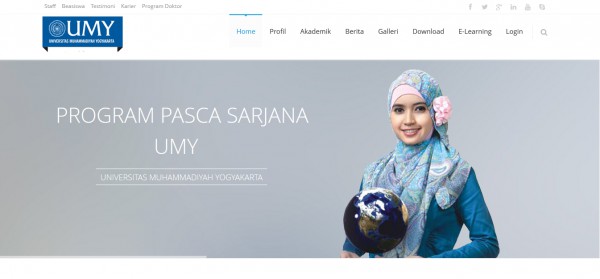 Staff Beasiswa Testimoni Karier Program Doktor
UMY
UNIVERSITAS MUHAMMADIYAH YOGYAKARTA
Home Profil Akademik Berita Galleri Download E-Learning Login
PROGRAM PASCA SARJANA
UMY
UNIVERSITAS MUHAMMADIYAH YOGYAKARTA